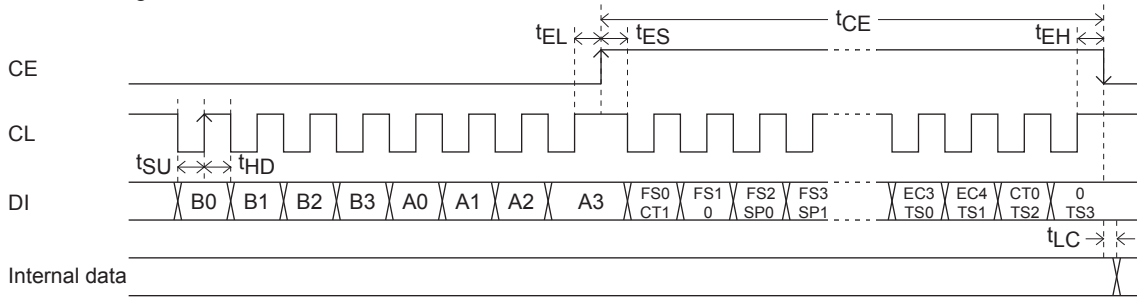 tCE
tEL tES tEH
CE
CL
tSU tHD
DI B0 B1 B2 B3 A0 A1 A2 A3 FS0 FS1 FS2 FS3 EC3 EC4 CT0 0
CT1 0 SP0 SP1 TS0 TS1 TS2 TS3
tLC
Internal data